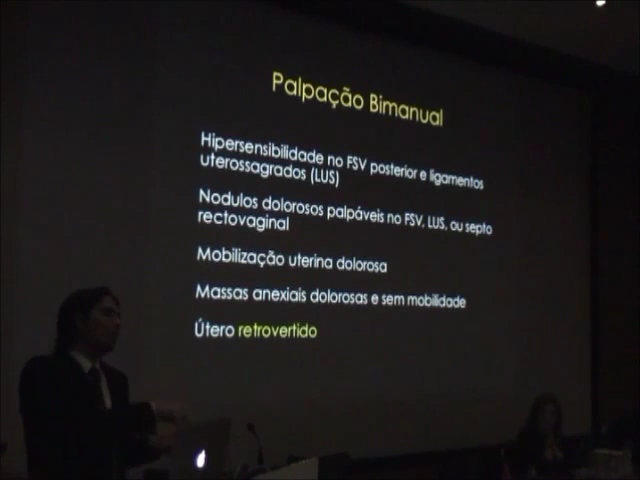 Palpação Bimanual
Hipersensibilidade no FSV posterior e ligamentos
uterossagrados (LUS)
Nodulos dolorosos palpáveis no FSV, LUS, ou septo
rectovaginal
Mobilização uterina dolorosa
Massas anexiais dolorosas e sem mobilidade
Útero retrovertido